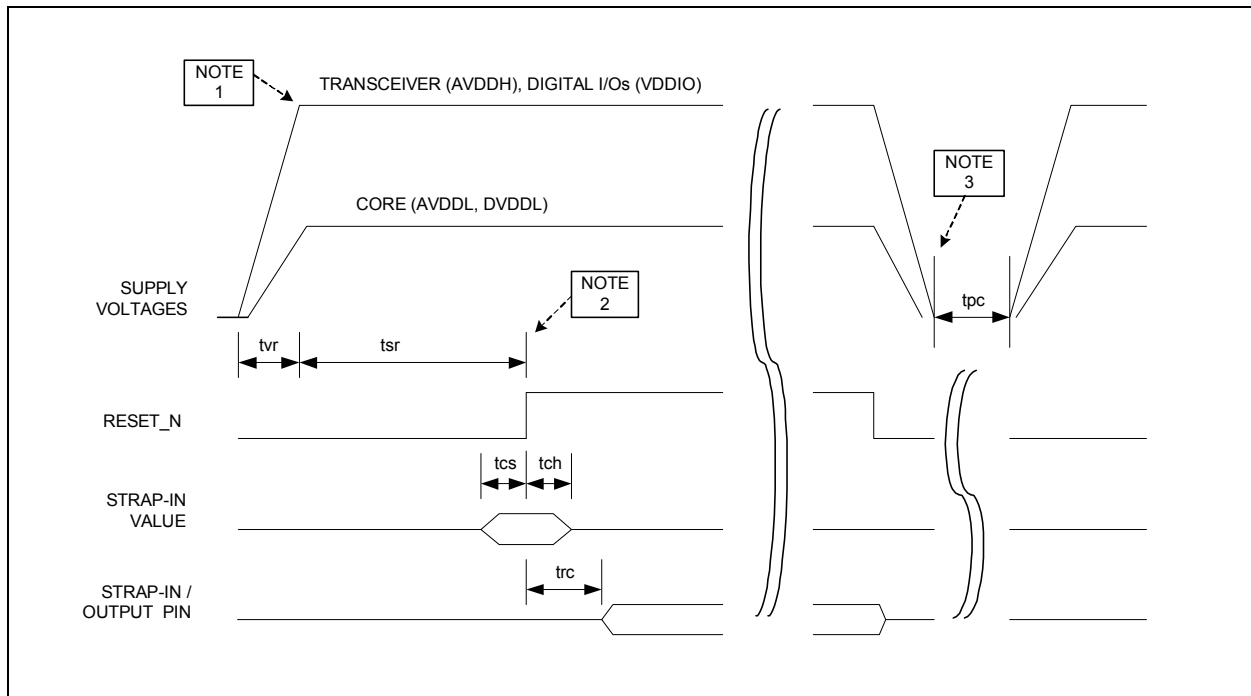 NOTE
1
TRANSCEIVER (AVDDH), DIGITAL I/Os (VDDIO)
NOTE
3
CORE (AVDDL, DVDDL)
NOTE
2
SUPPLY
VOLTAGES
tpc
tvr
tsr
RESET_N
tcs
tch
STRAP-IN
VALUE
trc
STRAP-IN /
OUTPUT PIN